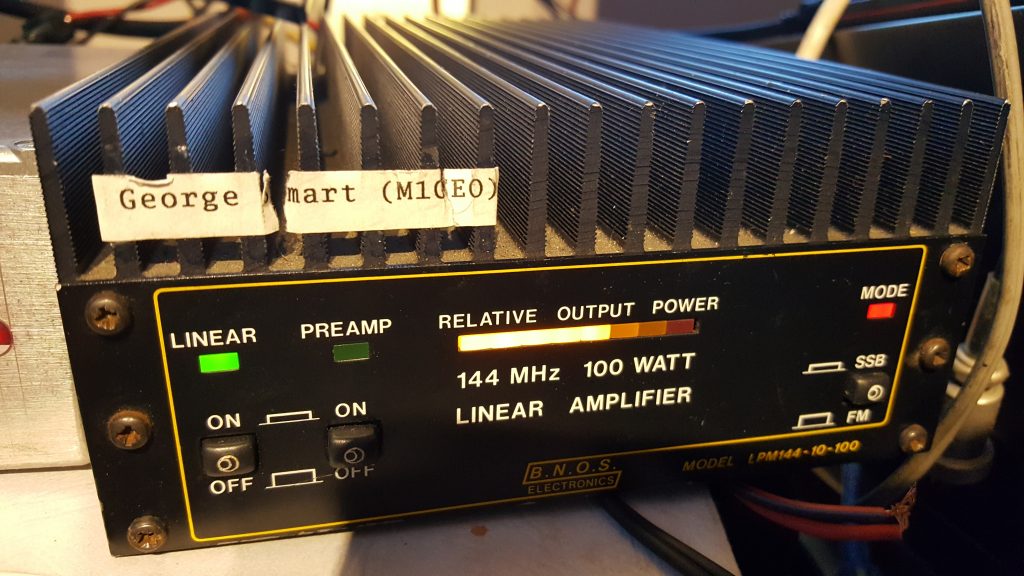 George mart (M1CEO)
LINEAR PREAMP RELATIVE OUTPUT POWER MODE
144 MHz 100 WATT
LINEAR AMPLIFIER
ON ON SSB
OFF OFF FM
B.N.O.S.
ELECTRONICS
MODEL LPM144-10-100